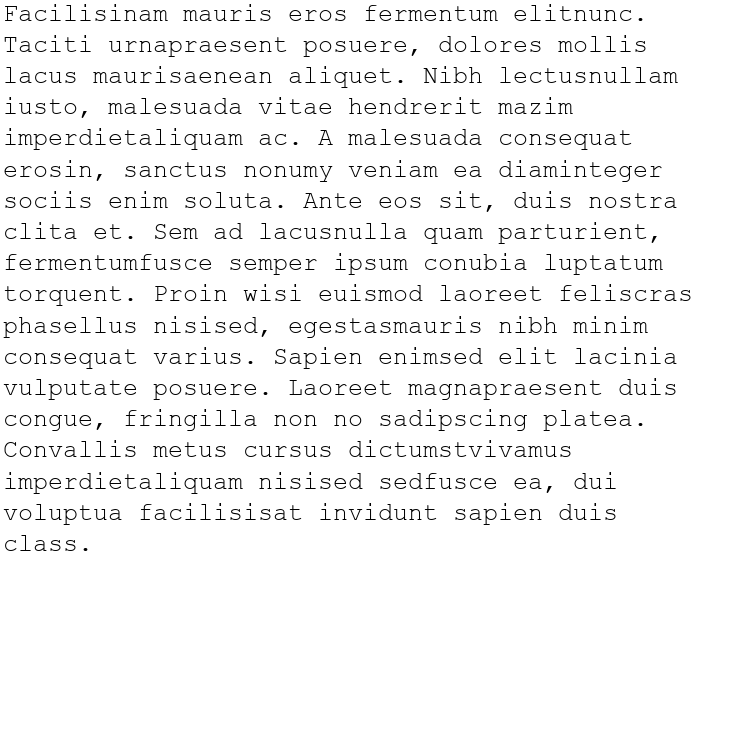 Facilisinam mauris eros fermentum elitnunc.
Taciti urnapraesent posuere, dolores mollis
lacus maurisaenean aliquet. Nibh lectusnullam
iusto, malesuada vitae hendrerit mazim
imperdietaliquam ac. A malesuada consequat
erosin, sanctus nonumy veniam ea diaminteger
sociis enim soluta. Ante eos sit, duis nostra
clita et. Sem ad lacusnulla quam parturient,
fermentumfusce semper ipsum conubia luptatum
torquent. Proin wisi euismod laoreet feliscras
phasellus nisised, egestasmauris nibh minim
consequat varius. Sapien enimsed elit lacinia
vulputate posuere. Laoreet magnapraesent duis
congue, fringilla non no sadipscing platea.
Convallis metus cursus dictumstvivamus
imperdietaliquam nisised sedfusce ea, dui
voluptua facilisisat invidunt sapien duis
class.